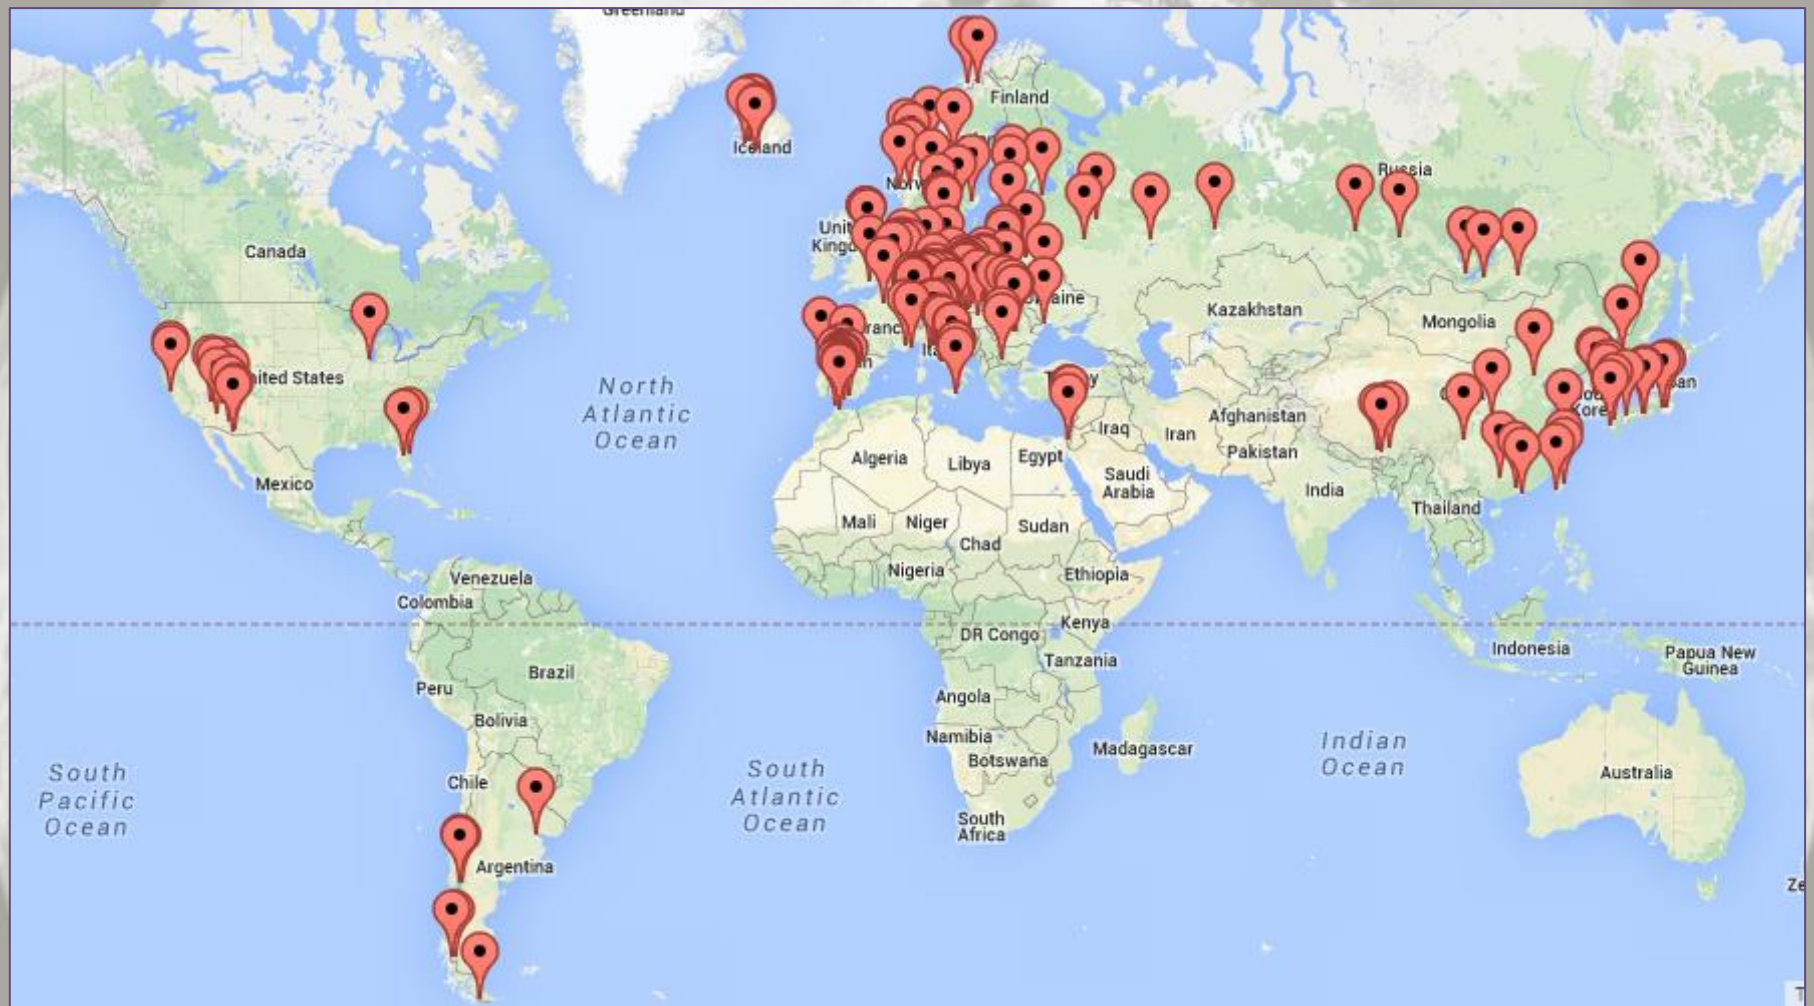 Greenland
Finland
Iceland
Russia
Canada
Kazakhstan
Mongolia
United States
North
Atlantic
Ocean
Afghanistan
Iraq
Iran
Pakistan
Algeria
Libya
Egypt
Saudi
Arabia
Mexico
India
Thailand
Mali
Niger
Sudan
Chad
Nigeria
Ethiopia
Venezuela
Colombia
Kenya
DR Congo
Tanzania
Indonesia
Papua New
Guinea
Brazil
Peru
Angola
Bolivia
Namibia
Botswana
Madagascar
Indian
Ocean
South
Pacific
Ocean
South
Atlantic
Ocean
Chile
Australia
South
Africa
Argentina
Ze